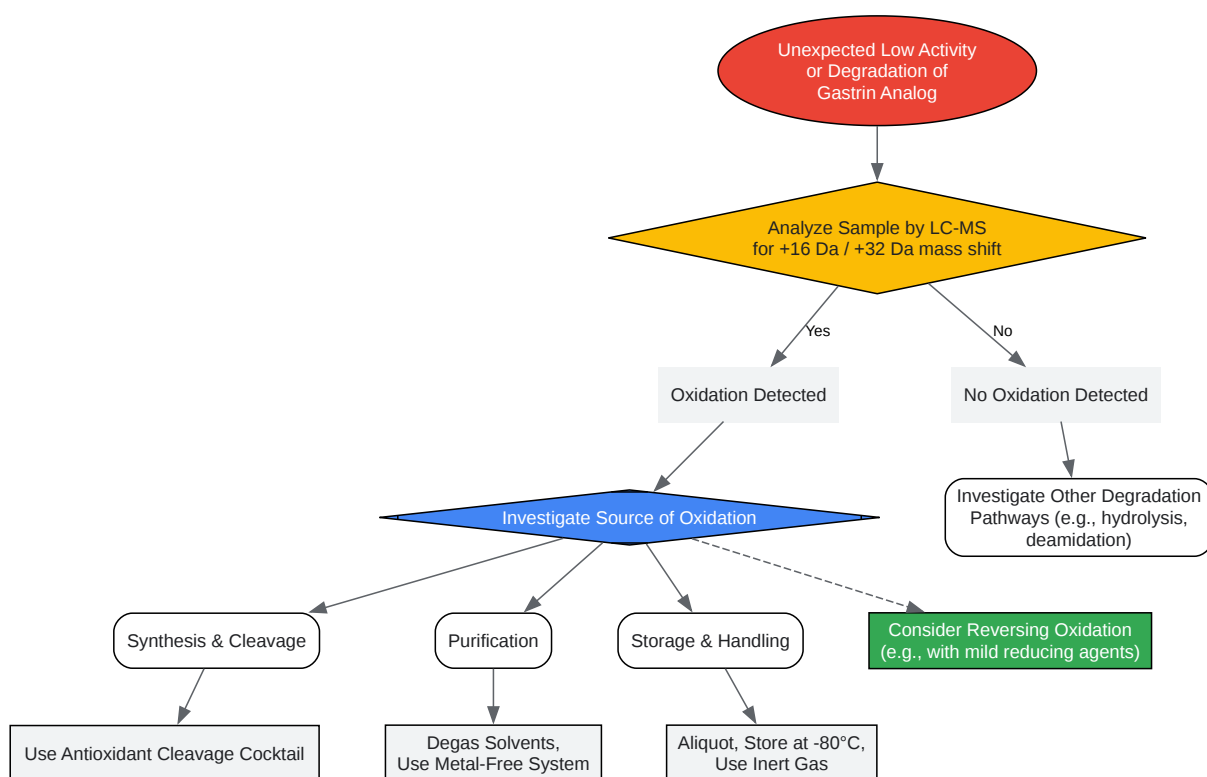 Unexpected Low Activity
or Degradation of
Gastrin Analog
Analyze Sample by LC-MS
for +16 Da / +32 Da mass shift
Yes
No
Oxidation Detected
No Oxidation Detected
Investigate Source of Oxidation
Investigate Other Degradation
Pathways (e.g., hydrolysis,
deamidation)
Synthesis & Cleavage
Purification
Storage & Handling
Consider Reversing Oxidation
(e.g., with mild reducing agents)
Use Antioxidant Cleavage Cocktail
Degas Solvents,
Use Metal-Free System
Aliquot, Store at -80°C,
Use Inert Gas